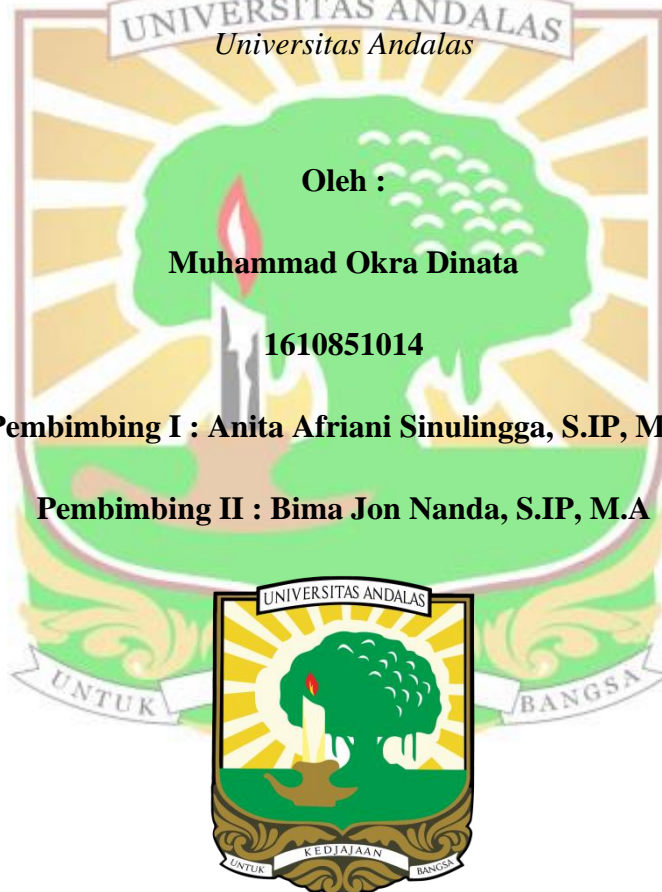 UNIVERSITAS ANDALAS
Universitas Andalas
Oleh :
Muhammad Okra Dinata
1610851014
Pembimbing I : Anita Afriani Sinulingga, S.IP, M
Pembimbing II : Bima Jon Nanda, S.IP, M.A
UNIVERSITAS ANDALAS
UNTUK BANGSA
UNTUK KEDJAJAAN BANGSA